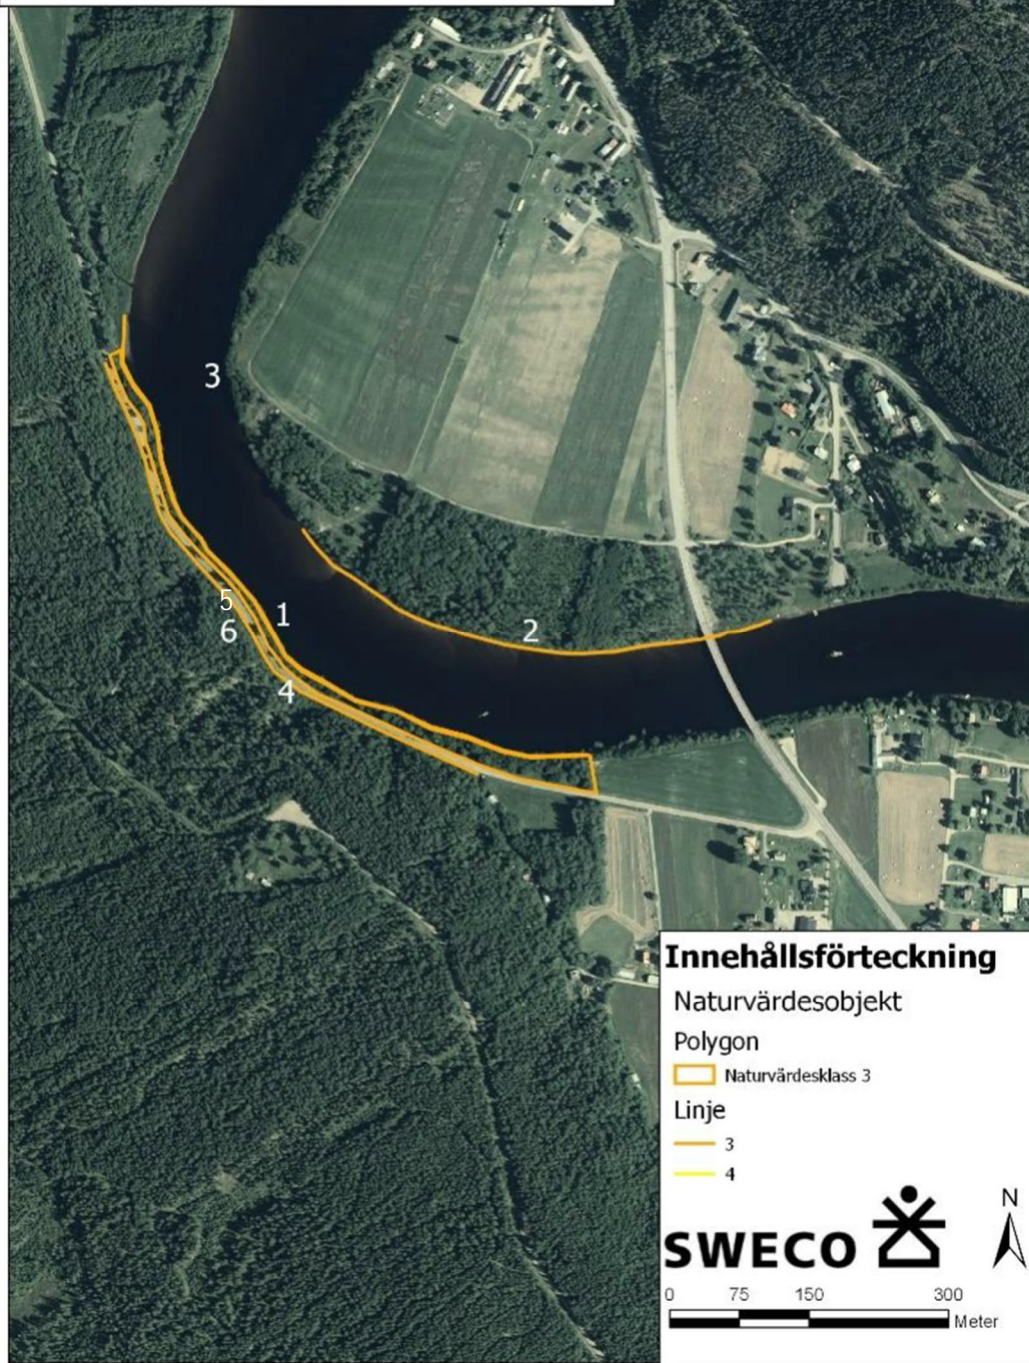 3
5
1
6
2
4
Innehållsförteckning
Naturvärdesobjekt
Polygon
Naturvärdesklass 3
Linje
3
4
SWECO
N
0 75 150 300
Meter